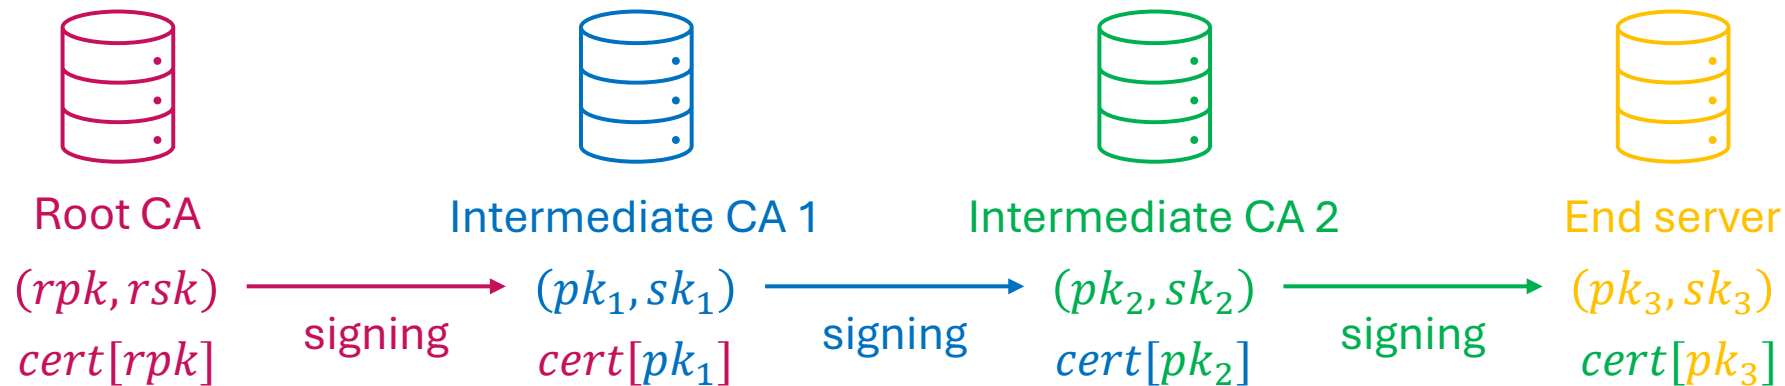 Root CA
Intermediate CA 1
Intermediate CA 2
End server
(rpk, rsk)
signing
(pk₁, sk₁)
signing
(pk₂, sk₂)
signing
(pk₃, sk₃)
cert[rpk]
cert[pk₁]
cert[pk₂]
cert[pk₃]